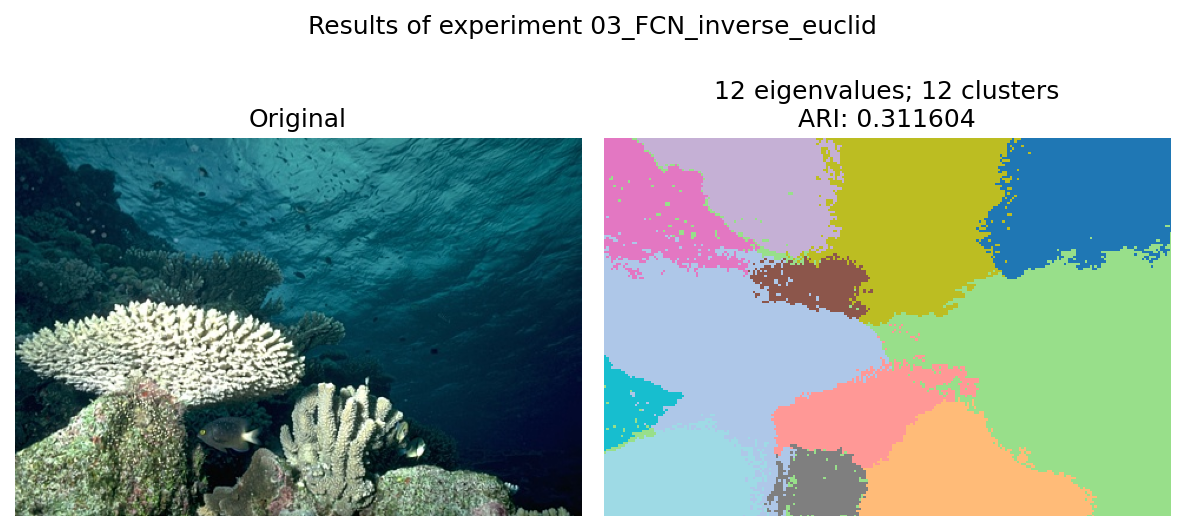 Results of experiment 03_FCN_inverse_euclid
Original
12 eigenvalues; 12 clusters
ARI: 0.311604